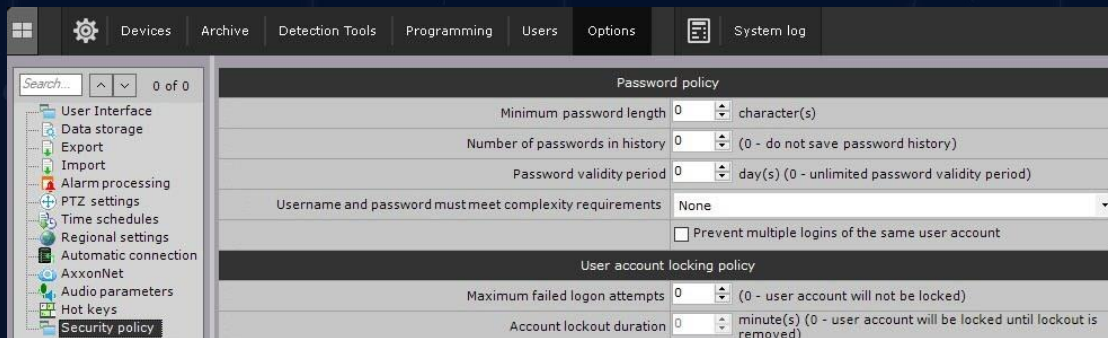 Devices
Archive
Detection Tools
Programming
Users
Options
System log
Search...
0 of 0
User Interface
Data storage
Export
Import
Alarm processing
PTZ settings
Time schedules
Regional settings
Automatic connection
AxxonNet
Audio parameters
Hot keys
Security policy
Password policy
Minimum password length 0 character(s)
Number of passwords in history 0 (0 - do not save password history)
Password validity period 0 day(s) (0 - unlimited password validity period)
Username and password must meet complexity requirements None
Prevent multiple logins of the same user account
User account locking policy
Maximum failed logon attempts 0 (0 - user account will not be locked)
Account lockout duration 0 minute(s) (0 - user account will be locked until lockout is
removed)